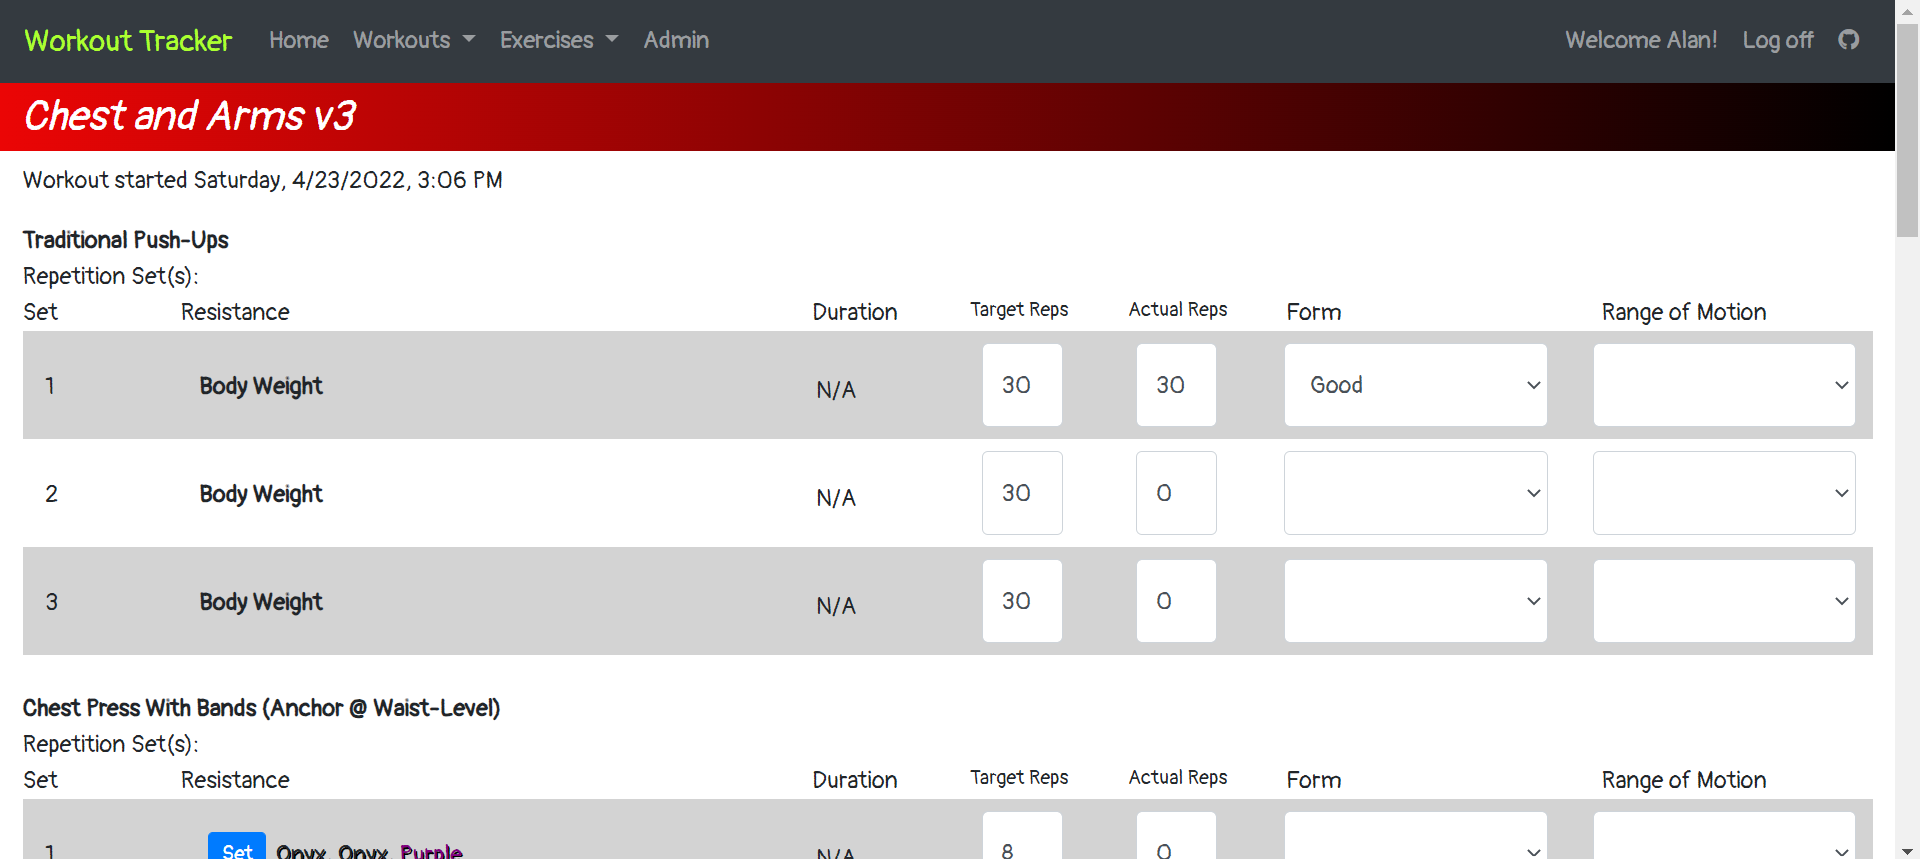 Workout Tracker Home Workouts Exercises Admin Welcome Alan! Log off
Chest and Arms v3
Workout started Saturday, 4/23/2022, 3:06 PM
Traditional Push-Ups
Repetition Set(s):
Set Resistance Duration Target Reps Actual Reps Form Range of Motion
1 Body Weight N/A 30 30 Good
2 Body Weight N/A 30 0
3 Body Weight N/A 30 0
Chest Press With Bands (Anchor @ Waist-Level)
Repetition Set(s):
Set Resistance Duration Target Reps Actual Reps Form Range of Motion
1 Set Onyx, Onyx, Purple N/A 8 0